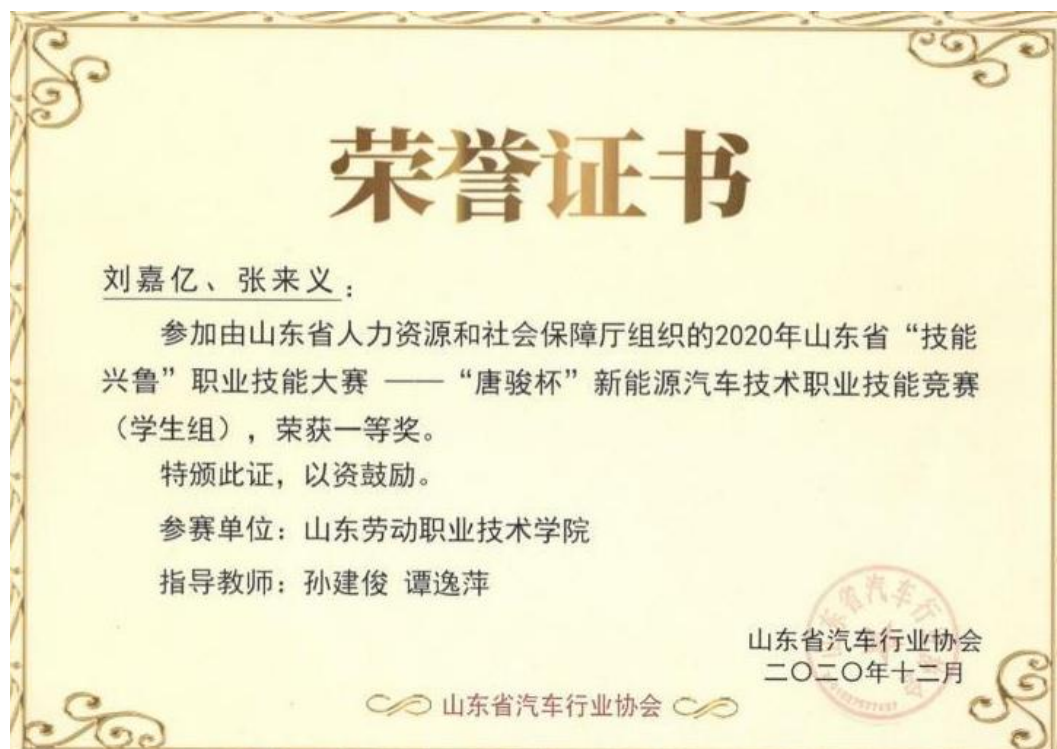 荣誉证书
刘嘉亿、张来义：
参加由山东省人力资源和社会保障厅组织的2020年山东省“技能
兴鲁”职业技能大赛 ——“唐骏杯”新能源汽车技术职业技能竞赛
（学生组），荣获一等奖。
特颁此证，以资鼓励。
参赛单位：山东劳动职业技术学院
指导教师：孙建俊 谭逸萍
山东省汽车行业协会
二〇二〇年十二月
山东省汽车行业协会